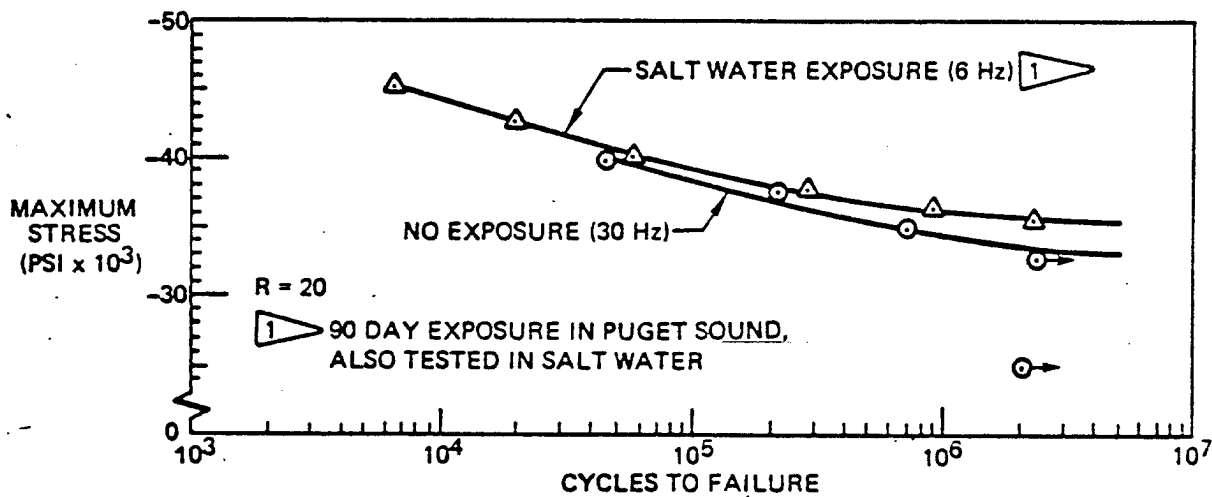 -50
SALT WATER EXPOSURE (6 Hz) 1
-40
MAXIMUM
STRESS
(PSI x 10³)
NO EXPOSURE (30 Hz)
-30
R = 20
1 90 DAY EXPOSURE IN PUGET SOUND,
ALSO TESTED IN SALT WATER
0
10³ 10⁴ 10⁵ 10⁶ 10⁷
CYCLES TO FAILURE